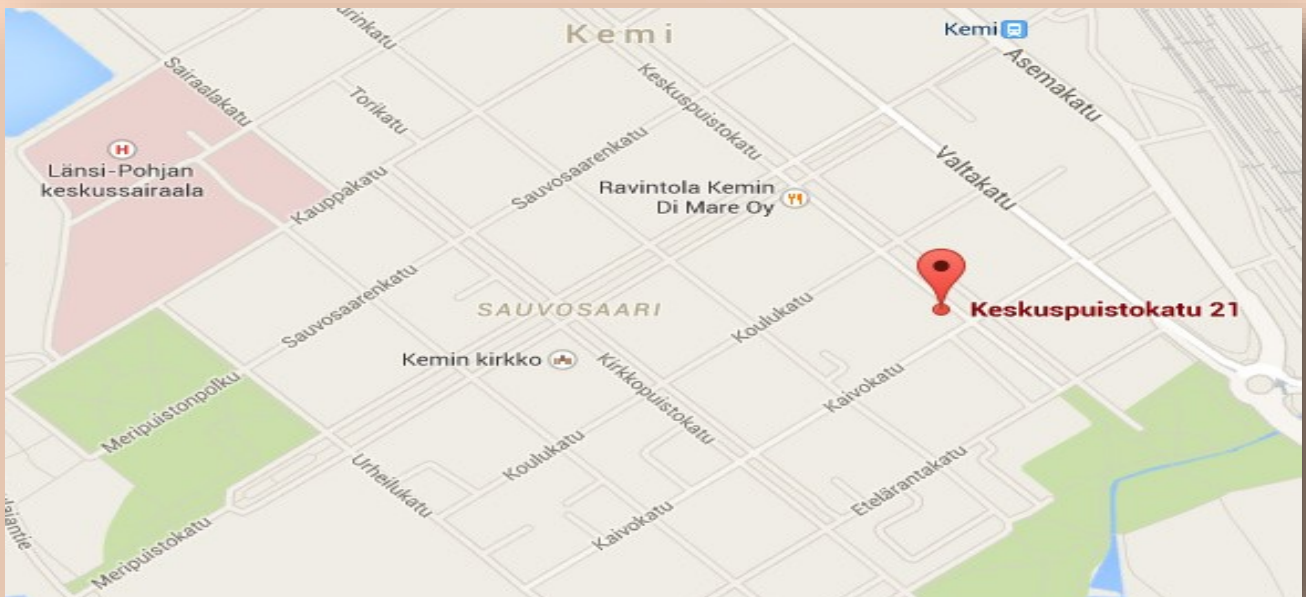 Kemi
Kemi
Asemakatu
Sairaalakatu
Torikatu
Keskuspuistokatu
Valtakatu
Länsi-Pohjan
keskussairaala
Kauppakatu
Sauvosaarenkatu
Ravintola Kemin
Di Mare Oy
Sauvosaarenkatu
SAUVOSAARI
Koulukatu
Keskuspuistokatu 21
Kemin kirkko
Kirkkopuistokatu
Kaivokatu
Meripuistonpolku
Koulukatu
Urheilukatu
Etelärantakatu
Kaivokatu
Meripuistokatu
H